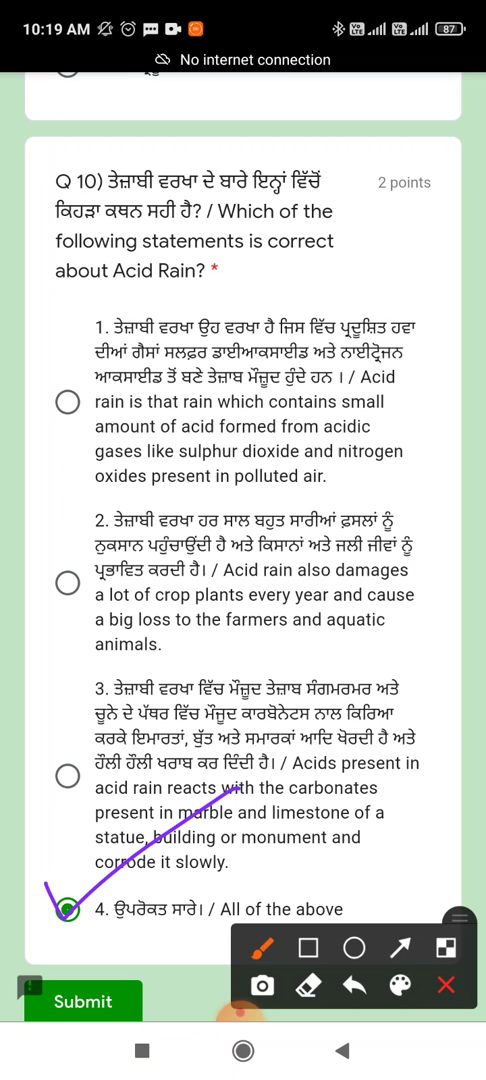 10:19 AM
87
No internet connection
Q 10) ਤੇਜ਼ਾਬੀ ਵਰਖਾ ਦੇ ਬਾਰੇ ਇਨ੍ਹਾਂ ਵਿੱਚੋਂ
2 points
ਕਿਹੜਾ ਕਥਨ ਸਹੀ ਹੈ? / Which of the
following statements is correct
about Acid Rain? *
1. ਤੇਜ਼ਾਬੀ ਵਰਖਾ ਉਹ ਵਰਖਾ ਹੈ ਜਿਸ ਵਿੱਚ ਪ੍ਰਦੂਸ਼ਿਤ ਹਵਾ
ਦੀਆਂ ਗੈਸਾਂ ਸਲਫ਼ਰ ਡਾਈਆਕਸਾਈਡ ਅਤੇ ਨਾਈਟ੍ਰੋਜਨ
ਆਕਸਾਈਡ ਤੋਂ ਬਣੇ ਤੇਜ਼ਾਬ ਮੌਜ਼ੂਦ ਹੁੰਦੇ ਹਨ । / Acid
rain is that rain which contains small
amount of acid formed from acidic
gases like sulphur dioxide and nitrogen
oxides present in polluted air.
2. ਤੇਜ਼ਾਬੀ ਵਰਖਾ ਹਰ ਸਾਲ ਬਹੁਤ ਸਾਰੀਆਂ ਫ਼ਸਲਾਂ ਨੂੰ
ਨੁਕਸਾਨ ਪਹੁੰਚਾਉਂਦੀ ਹੈ ਅਤੇ ਕਿਸਾਨਾਂ ਅਤੇ ਜਲੀ ਜੀਵਾਂ ਨੂੰ
ਪ੍ਰਭਾਵਿਤ ਕਰਦੀ ਹੈ। / Acid rain also damages
a lot of crop plants every year and cause
a big loss to the farmers and aquatic
animals.
3. ਤੇਜ਼ਾਬੀ ਵਰਖਾ ਵਿੱਚ ਮੌਜ਼ੂਦ ਤੇਜ਼ਾਬ ਸੰਗਮਰਮਰ ਅਤੇ
ਚੂਨੇ ਦੇ ਪੱਥਰ ਵਿੱਚ ਮੌਜੂਦ ਕਾਰਬੋਨੇਟਸ ਨਾਲ ਕਿਰਿਆ
ਕਰਕੇ ਇਮਾਰਤਾਂ, ਬੁੱਤ ਅਤੇ ਸਮਾਰਕਾਂ ਆਦਿ ਖੋਰਦੀ ਹੈ ਅਤੇ
ਹੌਲੀ ਹੌਲੀ ਖਰਾਬ ਕਰ ਦਿੰਦੀ ਹੈ। / Acids present in
acid rain reacts with the carbonates
present in marble and limestone of a
statue, building or monument and
corrode it slowly.
4. ਉਪਰੋਕਤ ਸਾਰੇ। / All of the above
Submit